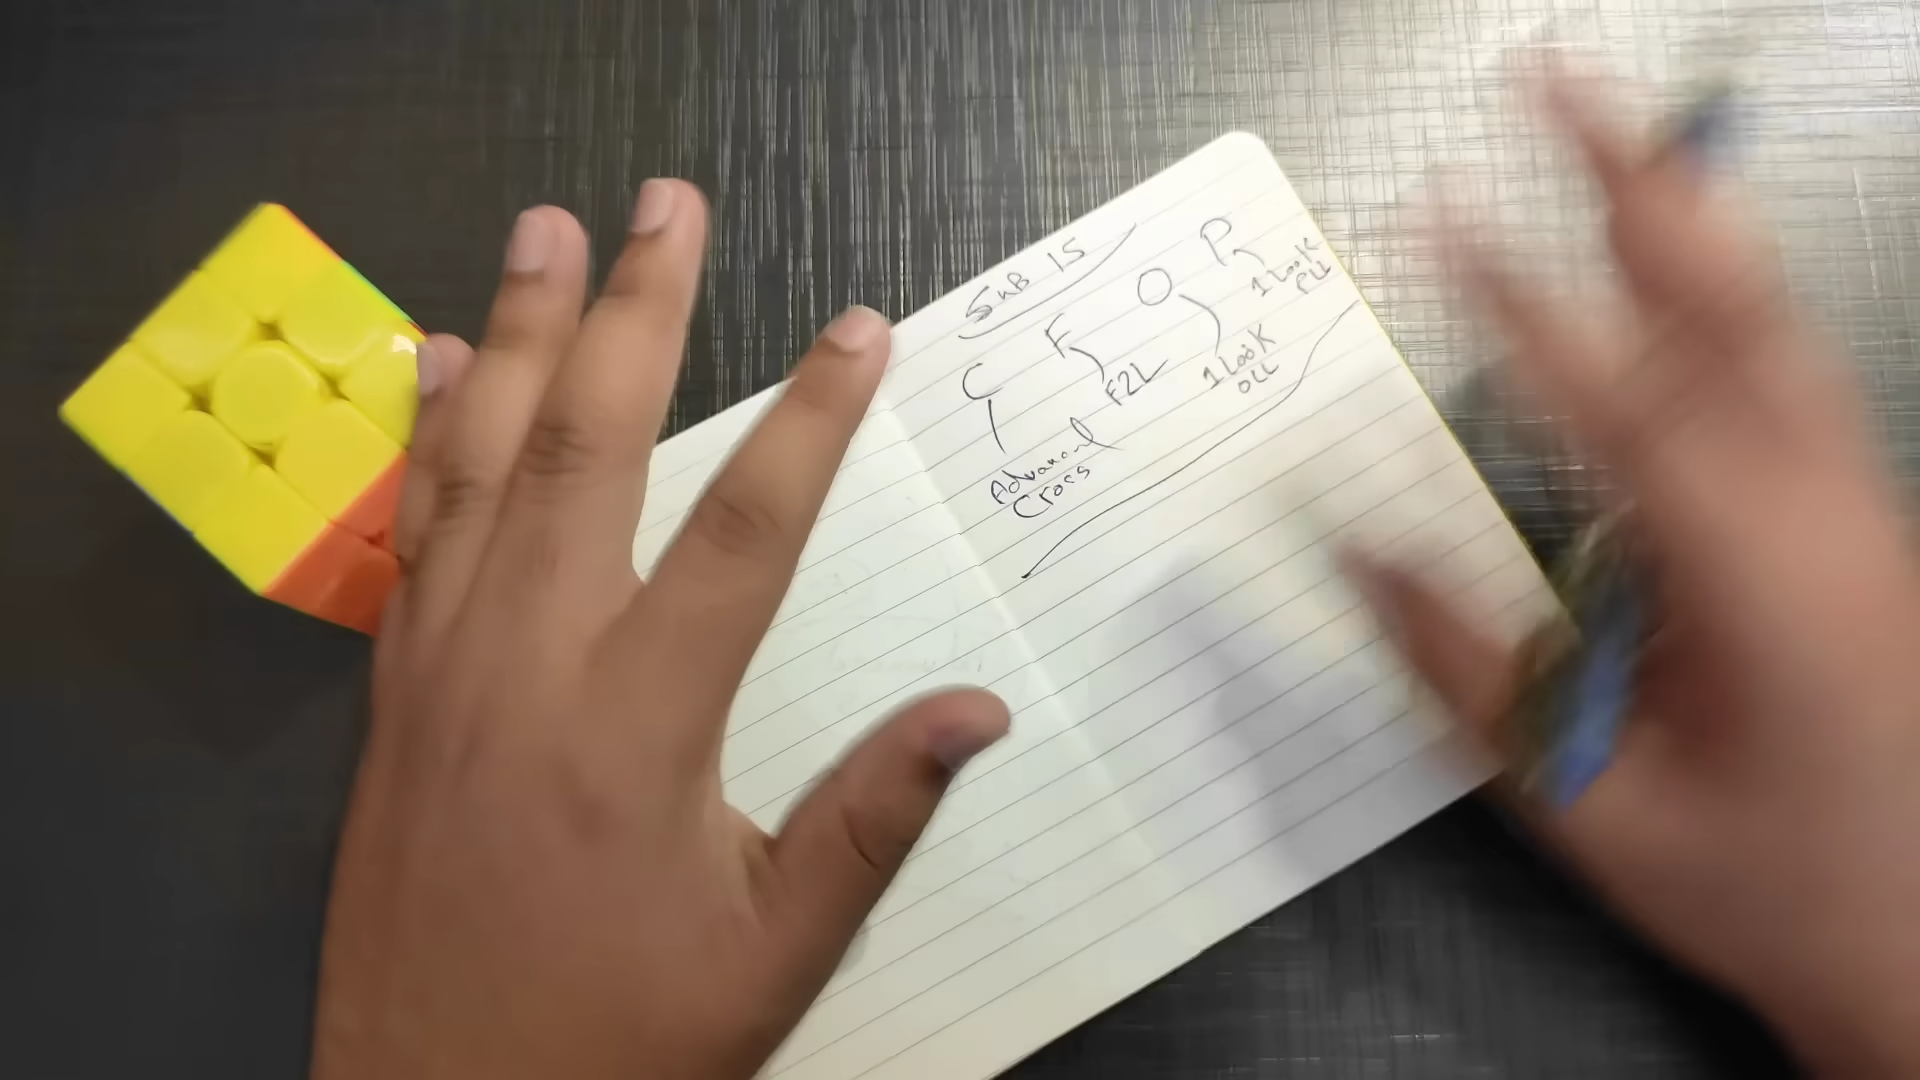 SUB 15
C F O P
Advanced
Cross
F2L
1 Look
OLL
1 Look
PLL